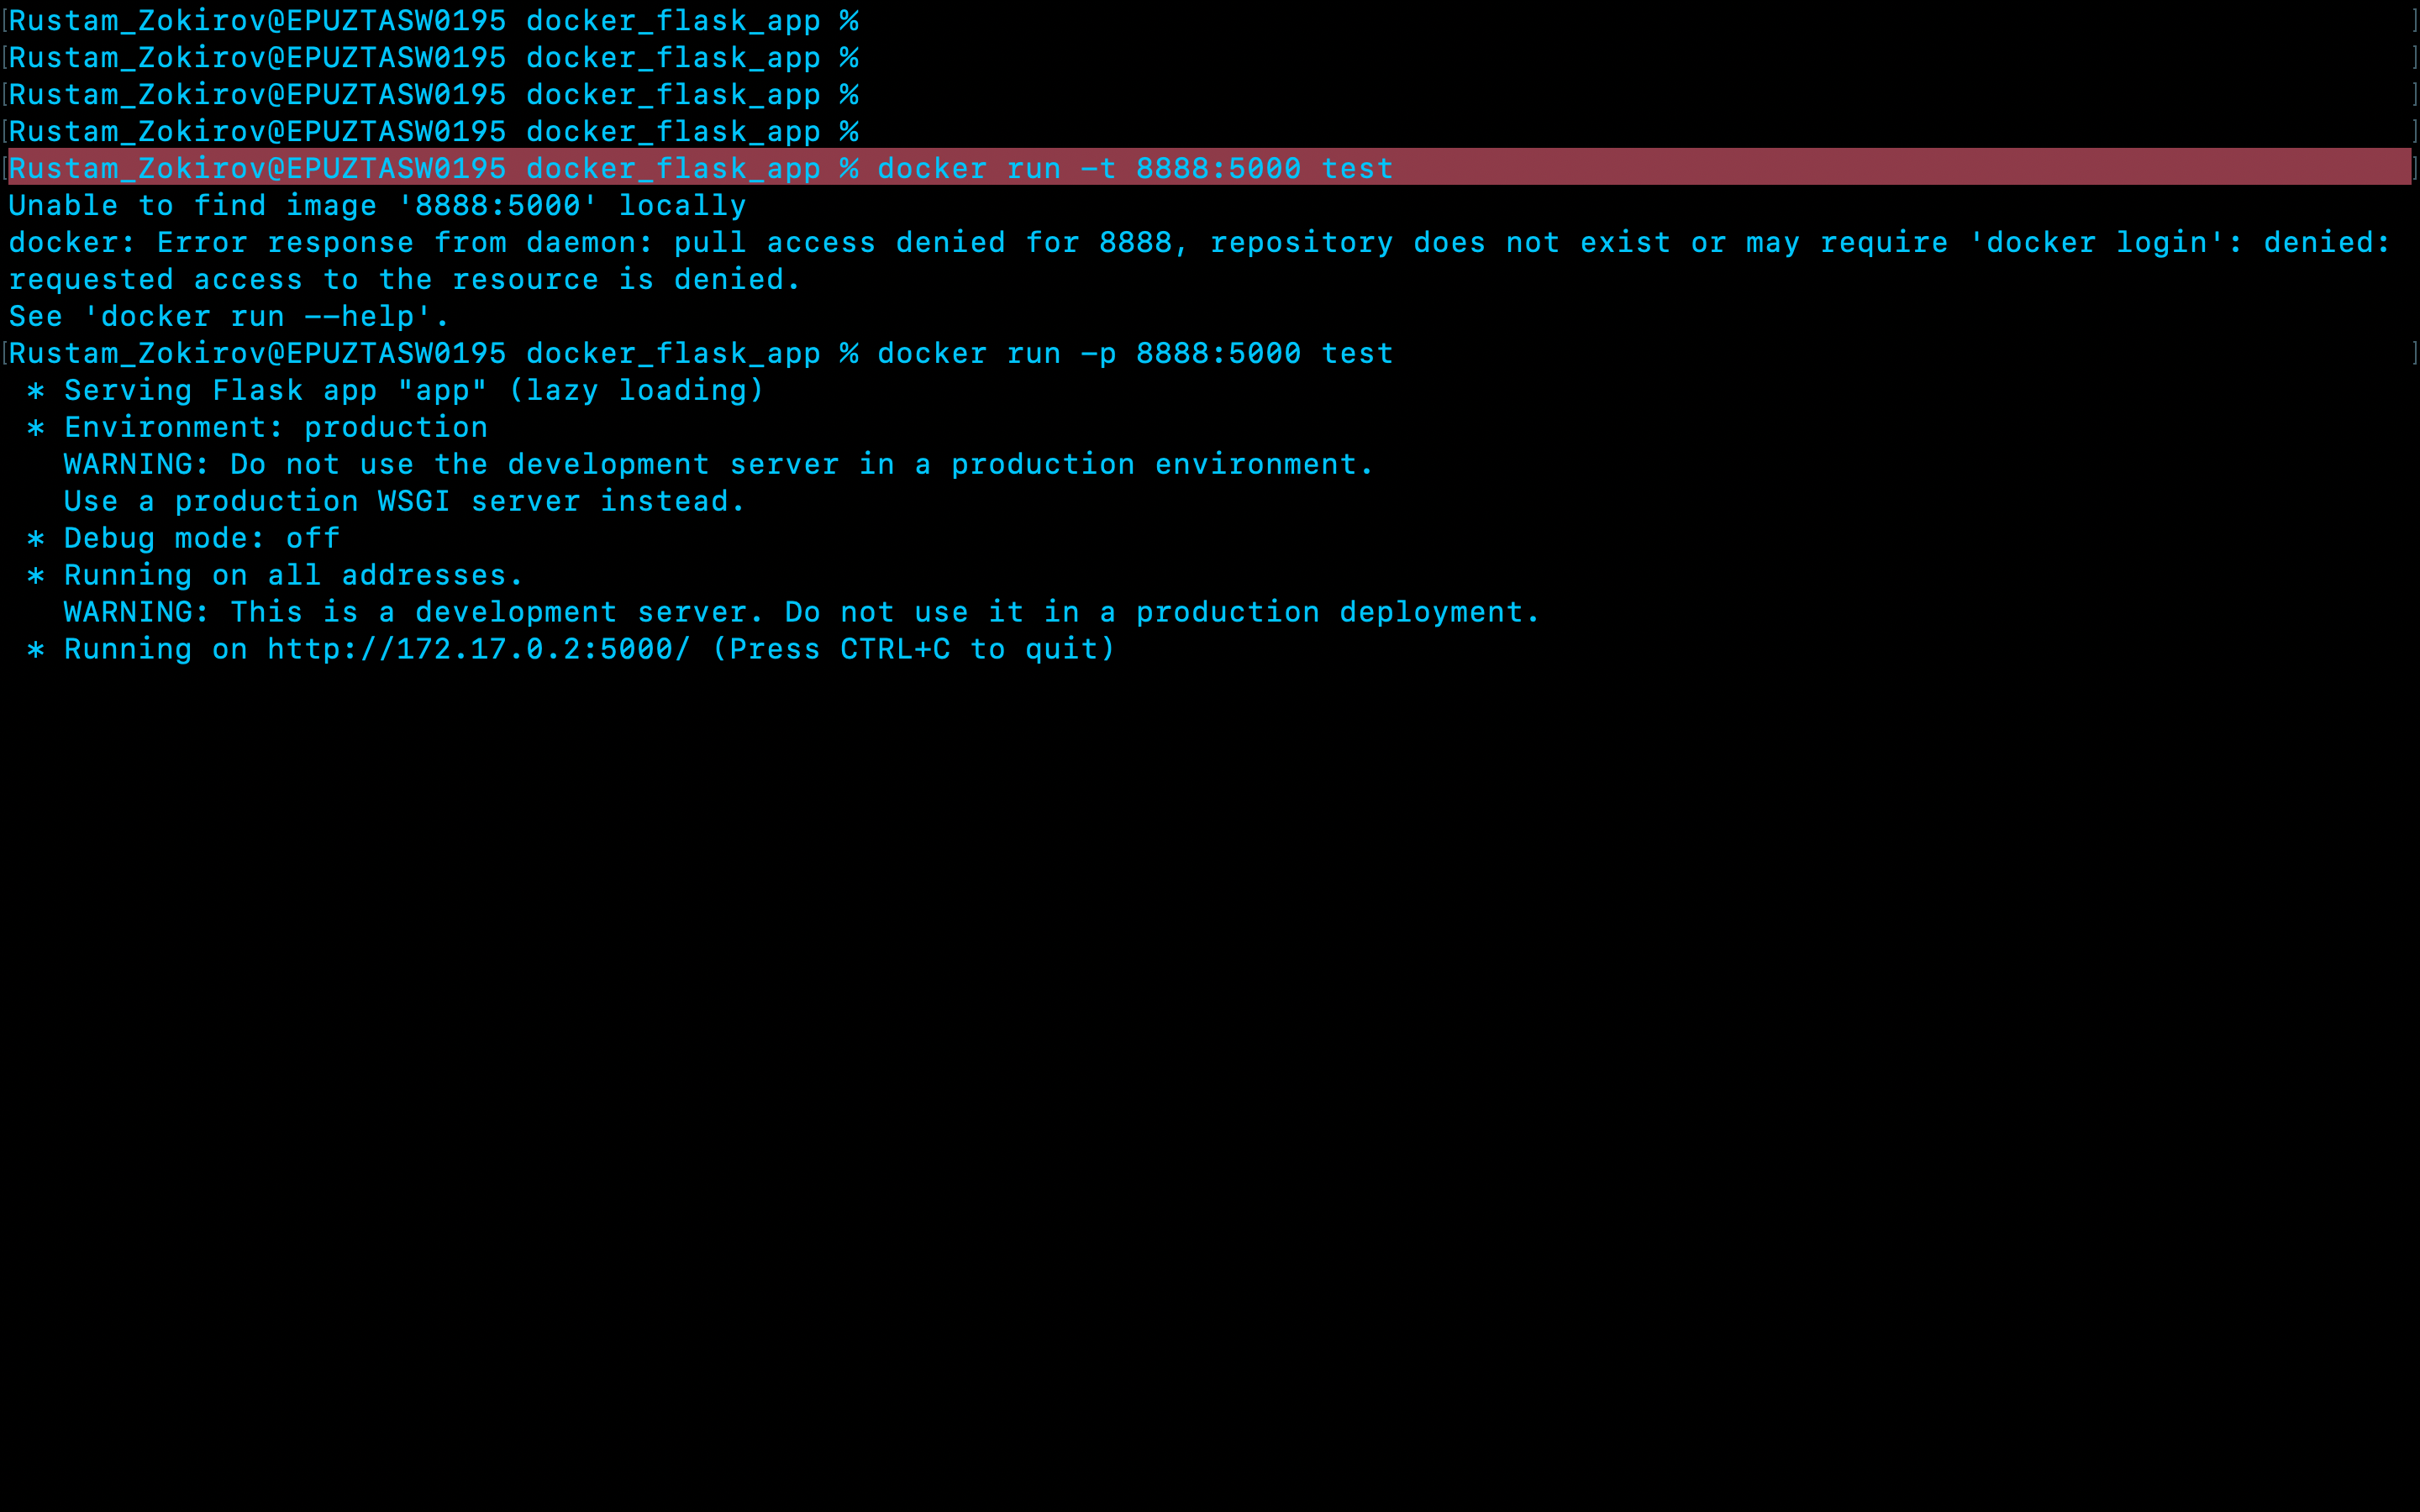 [Rustam_Zokirov@EPUZTASW0195 docker_flask_app % ]
[Rustam_Zokirov@EPUZTASW0195 docker_flask_app % ]
[Rustam_Zokirov@EPUZTASW0195 docker_flask_app % ]
[Rustam_Zokirov@EPUZTASW0195 docker_flask_app % ]
[Rustam_Zokirov@EPUZTASW0195 docker_flask_app % docker run -t 8888:5000 test ]
Unable to find image '8888:5000' locally
docker: Error response from daemon: pull access denied for 8888, repository does not exist or may require 'docker login': denied:
requested access to the resource is denied.
See 'docker run --help'.
[Rustam_Zokirov@EPUZTASW0195 docker_flask_app % docker run -p 8888:5000 test ]
 * Serving Flask app "app" (lazy loading)
 * Environment: production
   WARNING: Do not use the development server in a production environment.
   Use a production WSGI server instead.
 * Debug mode: off
 * Running on all addresses.
   WARNING: This is a development server. Do not use it in a production deployment.
 * Running on http://172.17.0.2:5000/ (Press CTRL+C to quit)